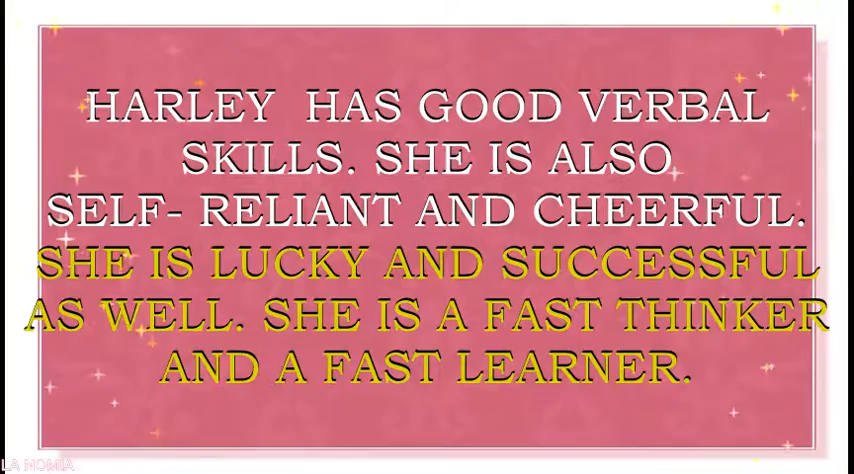 HARLEY HAS GOOD VERBAL
SKILLS. SHE IS ALSO
SELF- RELIANT AND CHEERFUL.
SHE IS LUCKY AND SUCCESSFUL
AS WELL. SHE IS A FAST THINKER
AND A FAST LEARNER.
LA NOMIA